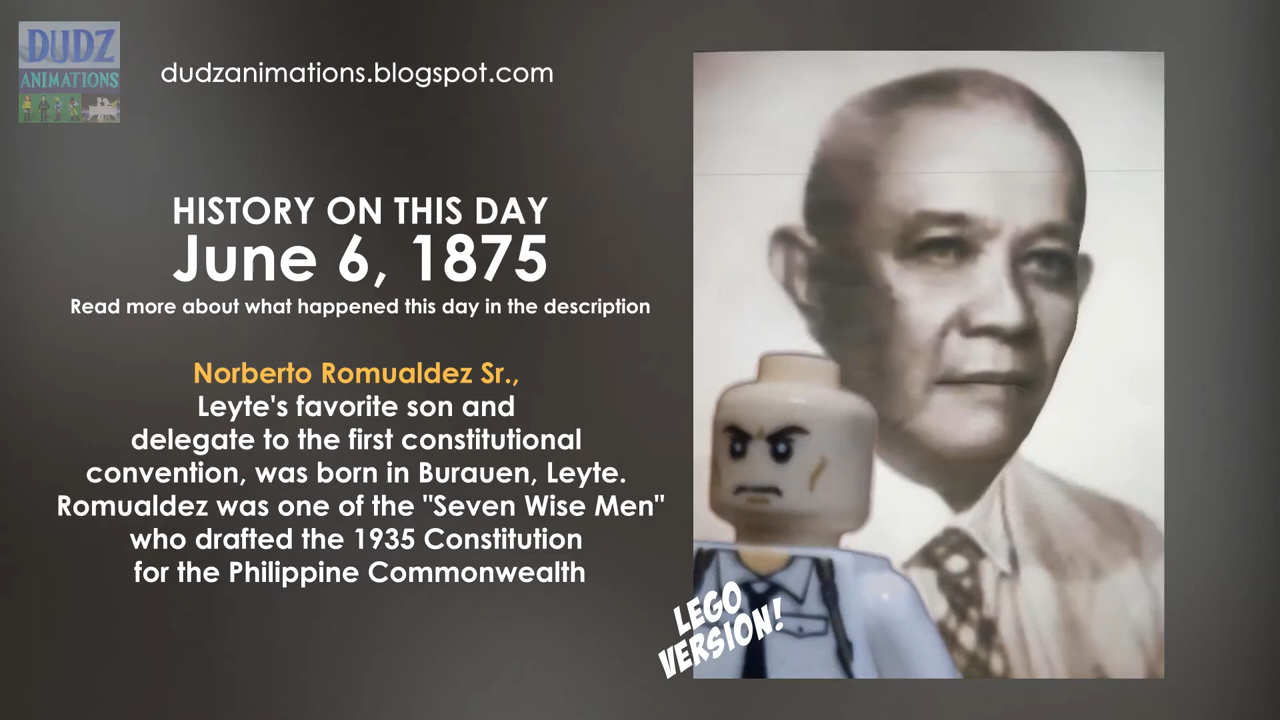 DUDZ
ANIMATIONS
dudzanimations.blogspot.com
HISTORY ON THIS DAY
June 6, 1875
Read more about what happened this day in the description
Norberto Romualdez Sr.,
Leyte's favorite son and
delegate to the first constitutional
convention, was born in Burauen, Leyte.
Romualdez was one of the "Seven Wise Men"
who drafted the 1935 Constitution
for the Philippine Commonwealth
LEGO
VERSION!